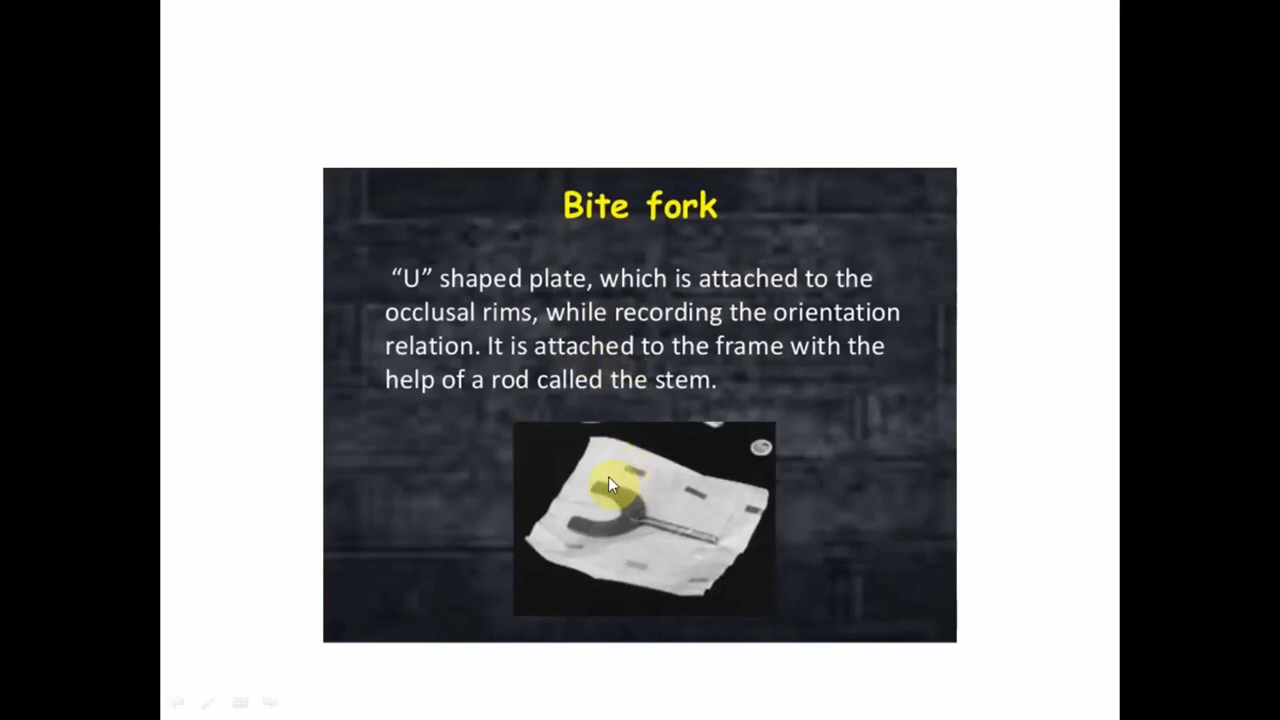 Bite fork
“U” shaped plate, which is attached to the
occlusal rims, while recording the orientation
relation. It is attached to the frame with the
help of a rod called the stem.